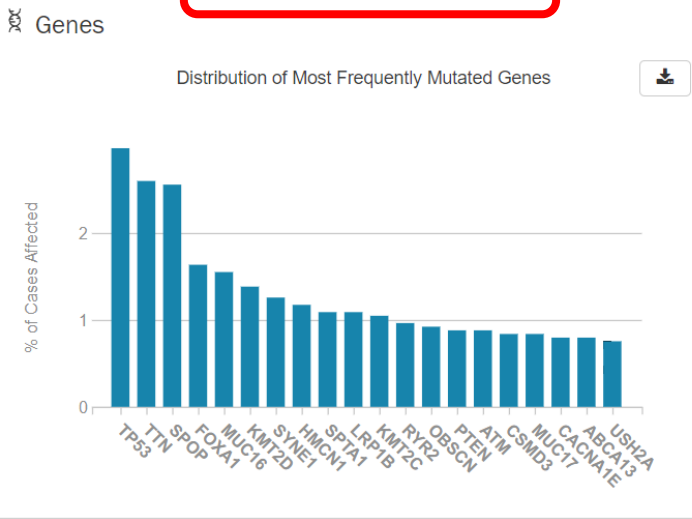 Genes
Distribution of Most Frequently Mutated Genes
% of Cases Affected
2
1
0
TP53
TTN
SPOP
FOXA1
MUC16
KMT2D
SYNE1
HMCN1
SPTA1
LRP1B
KMT2C
RYR2
OBSCN
PTEN
ATM
CSMD3
MUC17
CACNA1E
ABCA13
USH2A